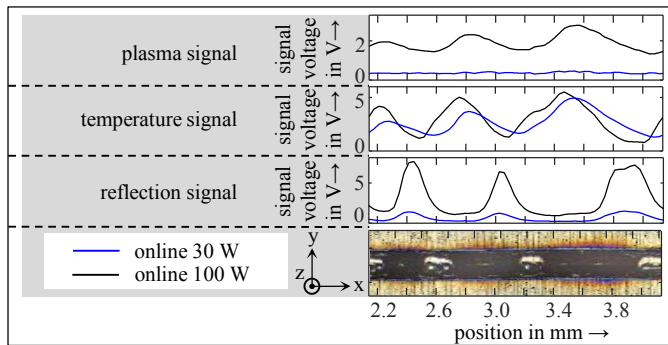 plasma signal
signal
voltage
in V→
2
0
temperature signal
signal
voltage
in V→
5
0
reflection signal
signal
voltage
in V→
5
0
online 30 W
online 100 W
y
z
x
2.2 2.6 3.0 3.4 3.8
position in mm →